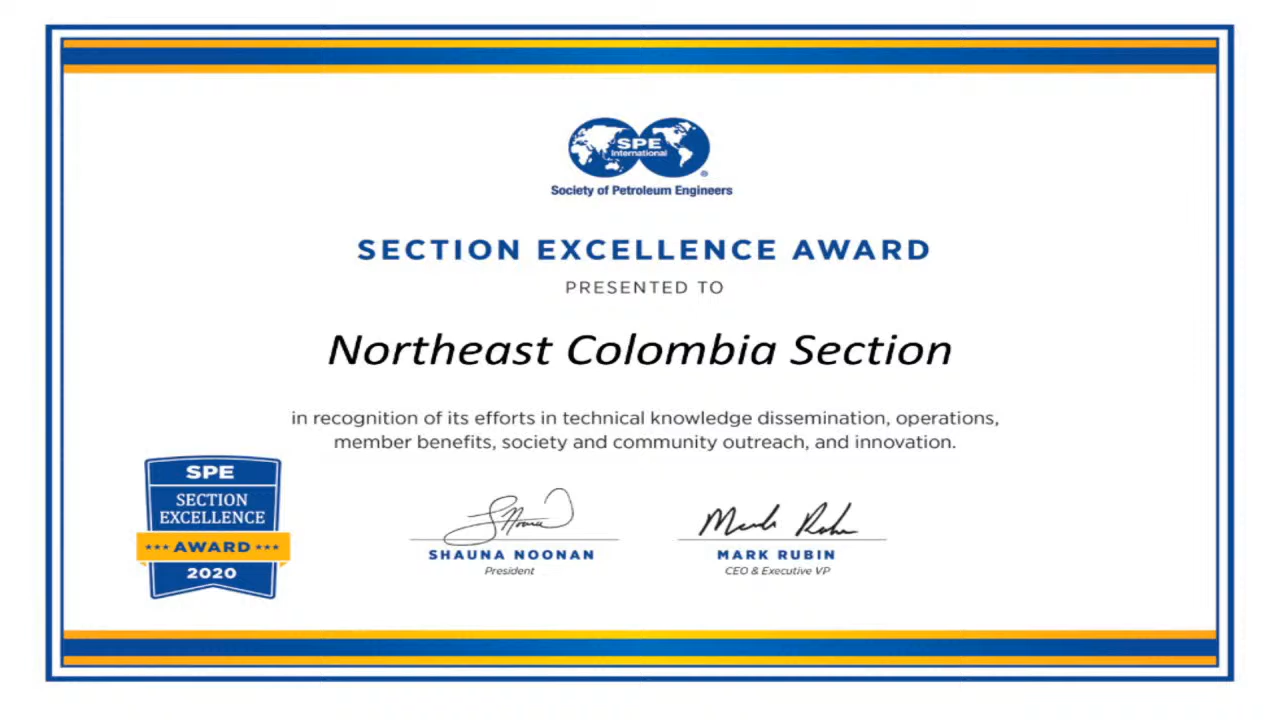 SPE
International
®
Society of Petroleum Engineers
SECTION EXCELLENCE AWARD
PRESENTED TO
Northeast Colombia Section
in recognition of its efforts in technical knowledge dissemination, operations,
member benefits, society and community outreach, and innovation.
SPE
SECTION
EXCELLENCE
AWARD
2020
SHAUNA NOONAN
President
Mark Rubin
MARK RUBIN
CEO & Executive VP